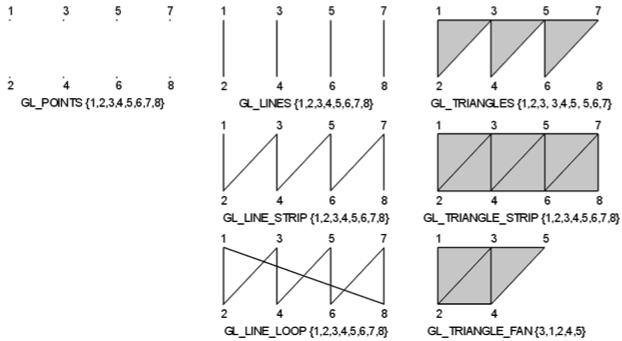 1 3 5 7
2 4 6 8
GL_POINTS {1,2,3,4,5,6,7,8}
1 3 5 7
2 4 6 8
GL_LINES {1,2,3,4,5,6,7,8}
1 3 5 7
2 4 6 8
GL_TRIANGLES {1,2,3, 3,4,5, 5,6,7}
1 3 5 7
2 4 6 8
GL_LINE_STRIP {1,2,3,4,5,6,7,8}
1 3 5 7
2 4 6 8
GL_TRIANGLE_STRIP {1,2,3,4,5,6,7,8}
1 3 5 7
2 4 6 8
GL_LINE_LOOP {1,2,3,4,5,6,7,8}
1 3 5
2 4
GL_TRIANGLE_FAN {3,1,2,4,5}